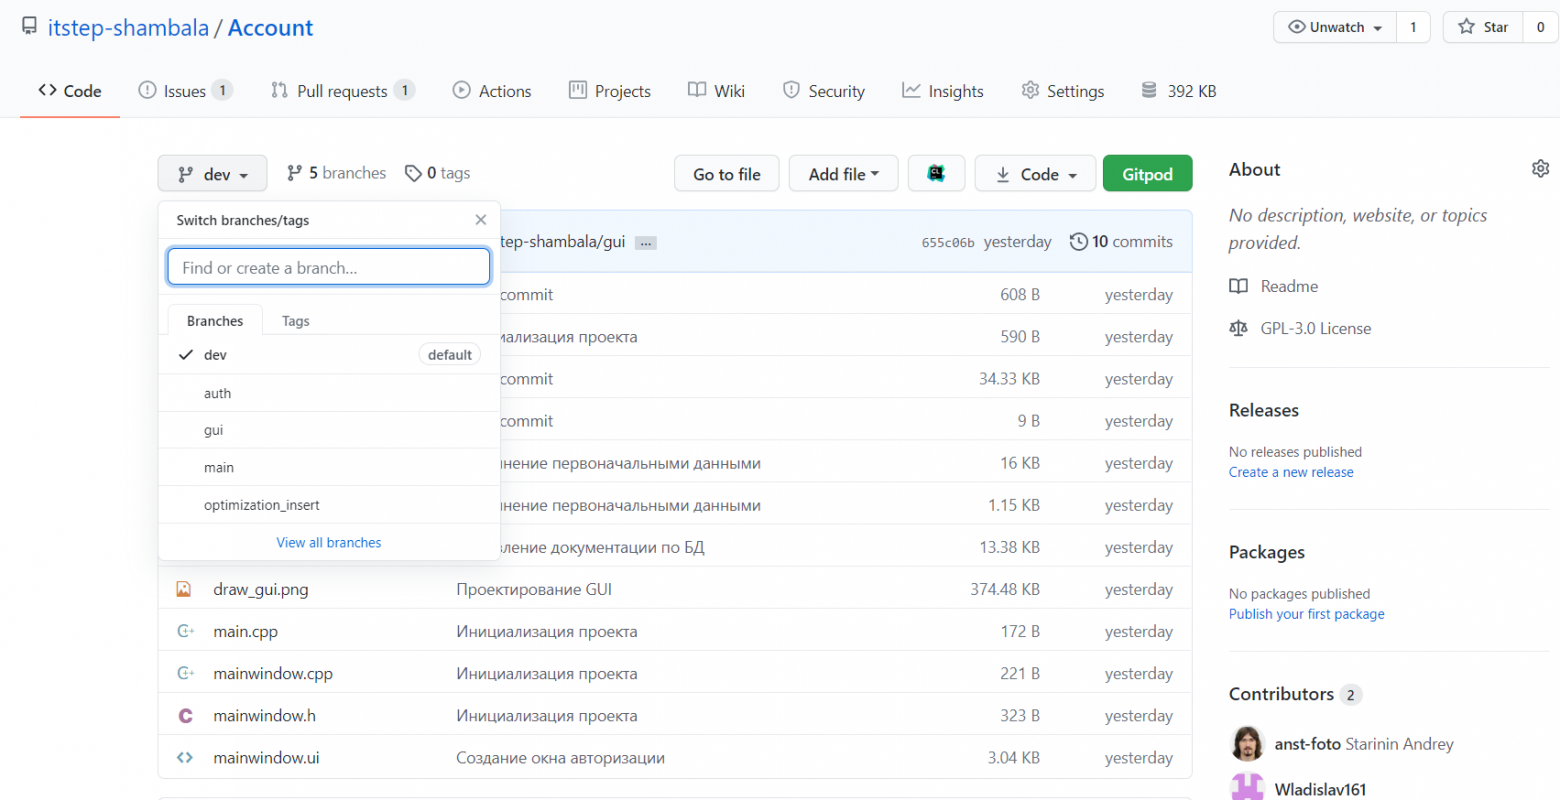 itstep-shambala / Account
Unwatch 1
Star 0
Code
Issues 1
Pull requests 1
Actions
Projects
Wiki
Security
Insights
Settings
392 KB
dev
5 branches
0 tags
Go to file
Add file
CL
Code
Gitpod
Switch branches/tags
Find or create a branch...
Branches
Tags
dev default
auth
gui
main
optimization_insert
View all branches
tep-shambala/gui ... 655c06b yesterday 10 commits
commit 608 B yesterday
иализация проекта 590 B yesterday
commit 34.33 KB yesterday
commit 9 B yesterday
нение первоначальными данными 16 KB yesterday
нение первоначальными данными 1.15 KB yesterday
вление документации по БД 13.38 KB yesterday
draw_gui.png Проектирование GUI 374.48 KB yesterday
main.cpp Инициализация проекта 172 B yesterday
mainwindow.cpp Инициализация проекта 221 B yesterday
mainwindow.h Инициализация проекта 323 B yesterday
mainwindow.ui Создание окна авторизации 3.04 KB yesterday
About
No description, website, or topics
provided.
Readme
GPL-3.0 License
Releases
No releases published
Create a new release
Packages
No packages published
Publish your first package
Contributors 2
anst-foto Starinin Andrey
Wladislav161